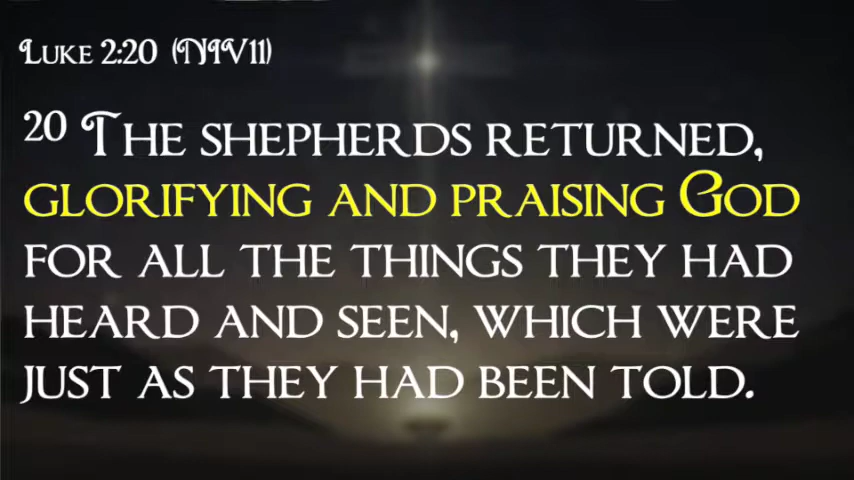 Luke 2:20 (NIV11)
20 The shepherds returned,
glorifying and praising God
for all the things they had
heard and seen, which were
just as they had been told.